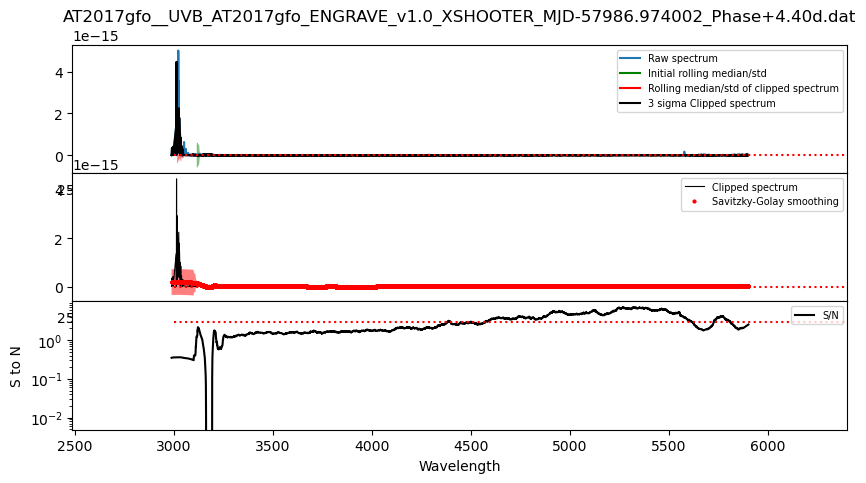 AT2017gfo__UVB_AT2017gfo_ENGRAVE_v1.0_XSHOOTER_MJD-57986.974002_Phase+4.40d.dat
1e−15
4
2
0
Raw spectrum
Initial rolling median/std
Rolling median/std of clipped spectrum
3 sigma Clipped spectrum
1e−15
4
2
0
Clipped spectrum
Savitzky-Golay smoothing
S to N
10^0
10^−1
10^−2
S/N
2500 3000 3500 4000 4500 5000 5500 6000
Wavelength